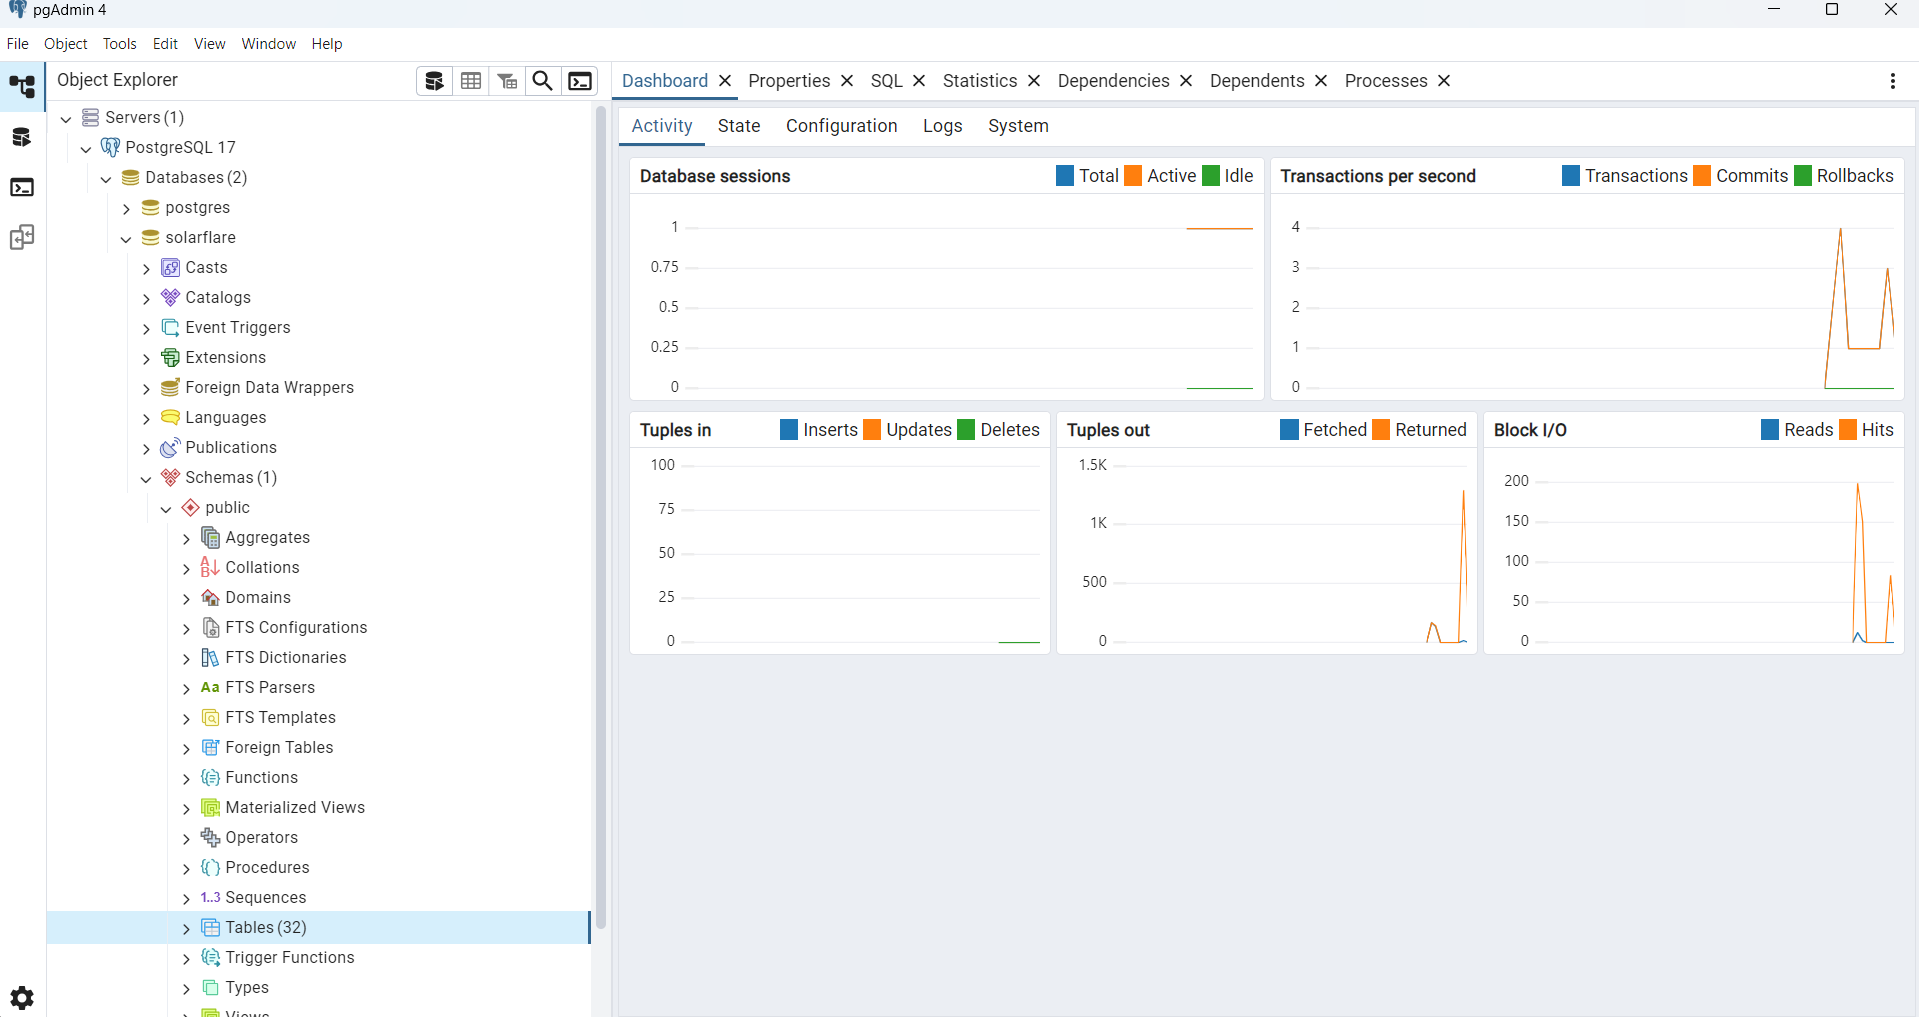 pgAdmin 4
File Object Tools Edit View Window Help
Object Explorer
Servers (1)
PostgreSQL 17
Databases (2)
postgres
solarflare
Casts
Catalogs
Event Triggers
Extensions
Foreign Data Wrappers
Languages
Publications
Schemas (1)
public
Aggregates
Collations
Domains
FTS Configurations
FTS Dictionaries
Aa FTS Parsers
FTS Templates
Foreign Tables
Functions
Materialized Views
Operators
Procedures
1..3 Sequences
Tables (32)
Trigger Functions
Types
Views
Dashboard Properties SQL Statistics Dependencies Dependents Processes
Activity State Configuration Logs System
Database sessions Total Active Idle
1
0.75
0.5
0.25
0
Transactions per second Transactions Commits Rollbacks
4
3
2
1
0
Tuples in Inserts Updates Deletes
100
75
50
25
0
Tuples out Fetched Returned
1.5K
1K
500
0
Block I/O Reads Hits
200
150
100
50
0